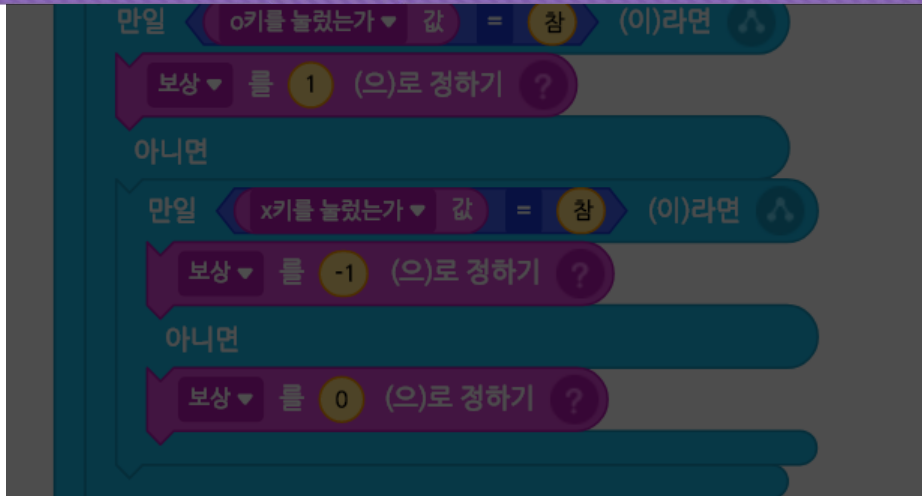 만일 o키를 눌렀는가 ▼ 값 = 참 (이)라면
보상 ▼ 를 1 (으)로 정하기 ?
아니면
만일 x키를 눌렀는가 ▼ 값 = 참 (이)라면
보상 ▼ 를 -1 (으)로 정하기 ?
아니면
보상 ▼ 를 0 (으)로 정하기 ?